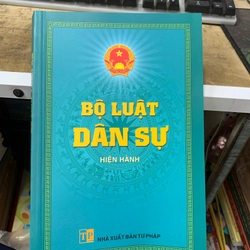 BỘ LUẬT
DÂN SỰ
HIỆN HÀNH
NHÀ XUẤT BẢN TƯ PHÁP